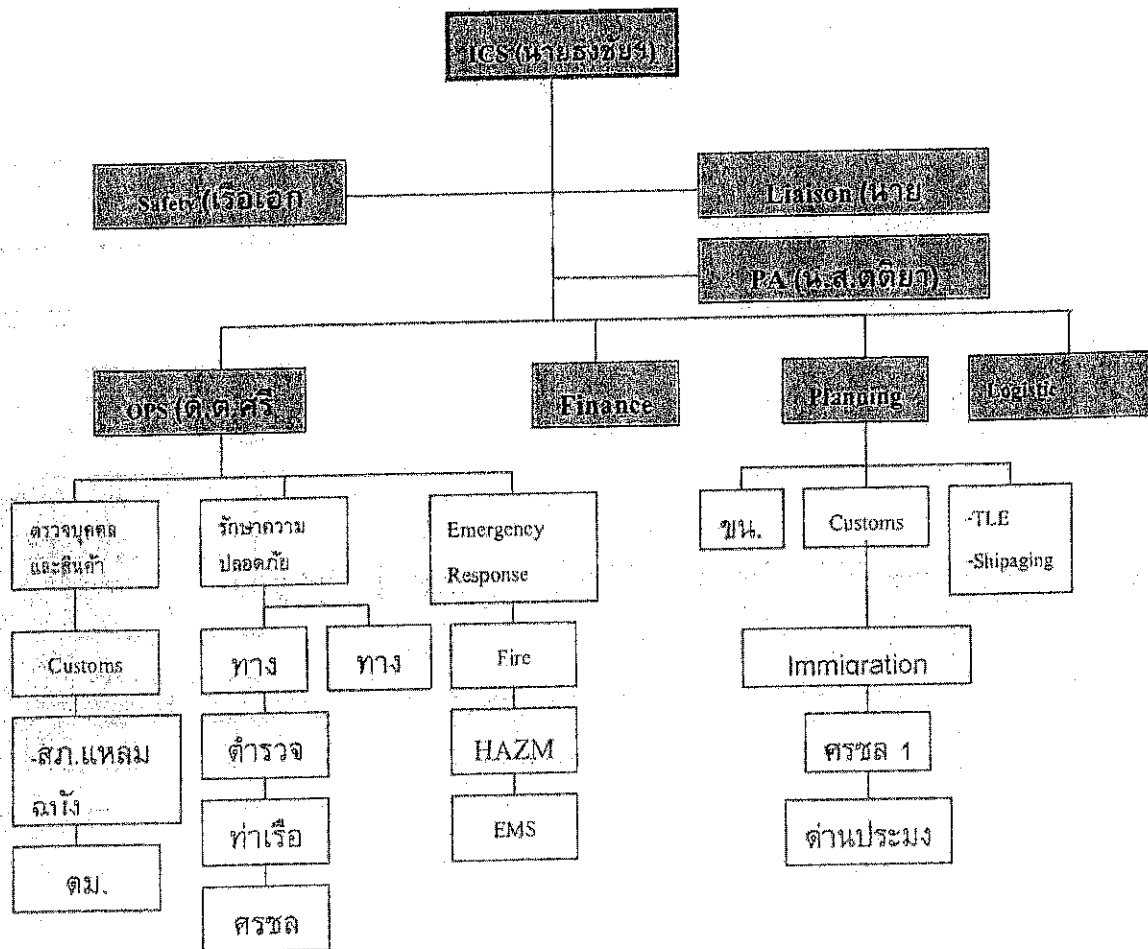 ICS (นายธงชัยฯ)
Safety (เรือเอก
Liaison (นาย
PA (น.ส.ตติยา)
OPS (ด.ต.ศรี
Finance
Planning
Logistic
ตรวจบุคคล
และสินค้า
รักษาความ
ปลอดภัย
Emergency
Response
ขน.
Customs
-TLE
-Shipaging
Customs
ทาง
ทาง
Fire
Immigration
-สภ.แหลม
ฉบัง
ตำรวจ
HAZM
ศรชล 1
ตม.
ท่าเรือ
EMS
ด่านประมง
ศรชล